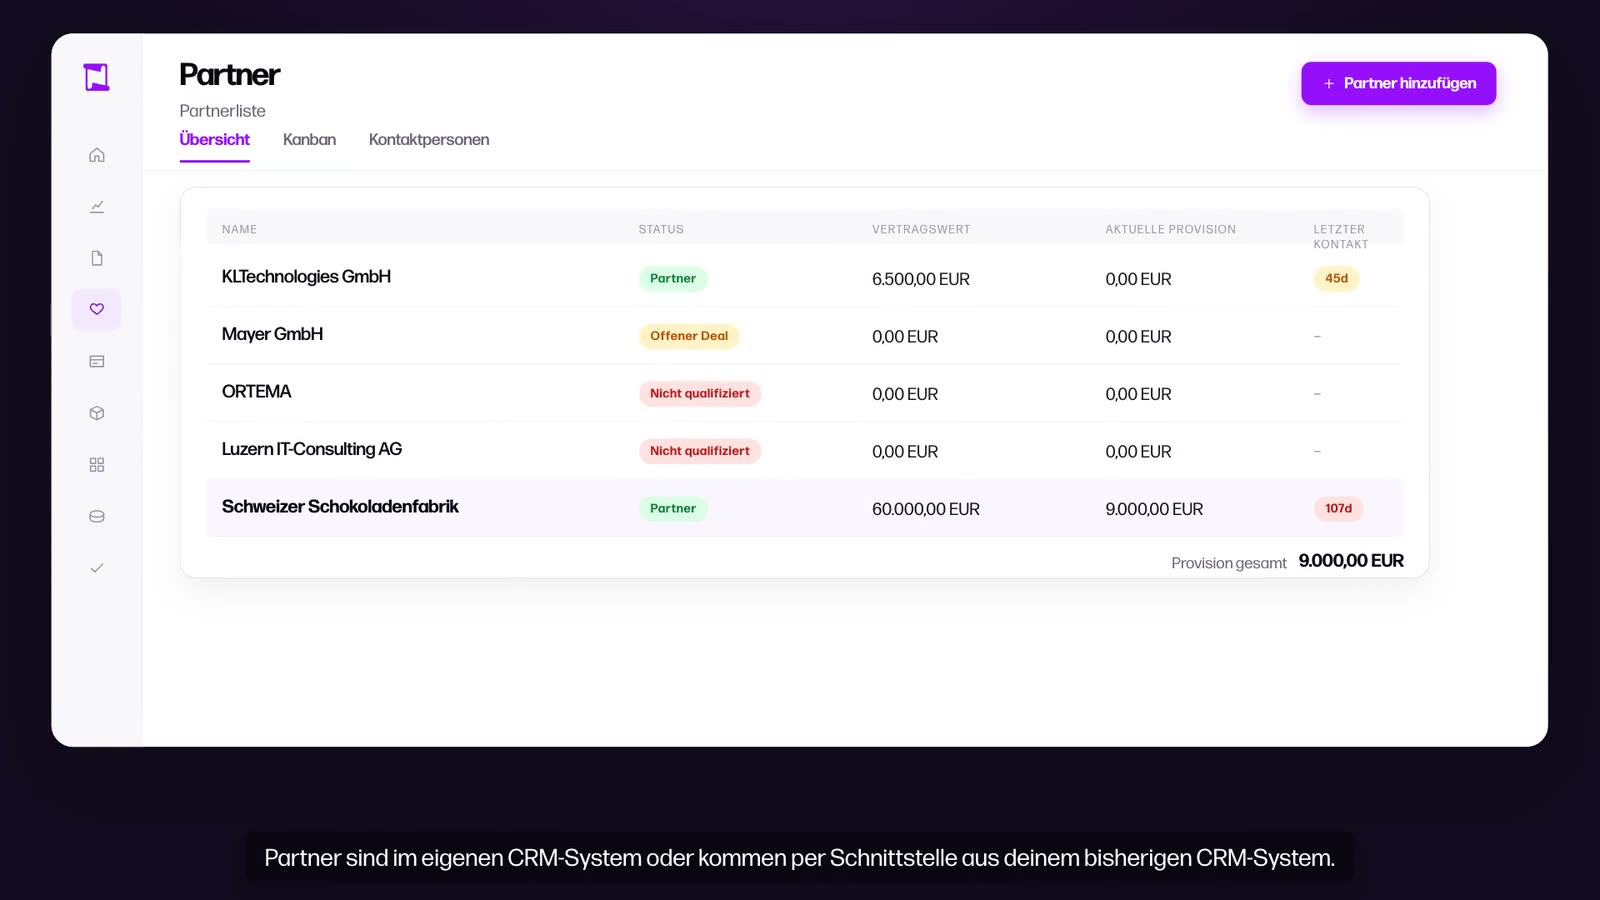 Partner
Partnerliste
Übersicht Kanban Kontaktpersonen
+ Partner hinzufügen
NAME STATUS VERTRAGSWERT AKTUELLE PROVISION LETZTER KONTAKT
KLTechnologies GmbH Partner 6.500,00 EUR 0,00 EUR 45d
Mayer GmbH Offener Deal 0,00 EUR 0,00 EUR –
ORTEMA Nicht qualifiziert 0,00 EUR 0,00 EUR –
Luzern IT-Consulting AG Nicht qualifiziert 0,00 EUR 0,00 EUR –
Schweizer Schokoladenfabrik Partner 60.000,00 EUR 9.000,00 EUR 107d
Provision gesamt 9.000,00 EUR
Partner sind im eigenen CRM-System oder kommen per Schnittstelle aus deinem bisherigen CRM-System.